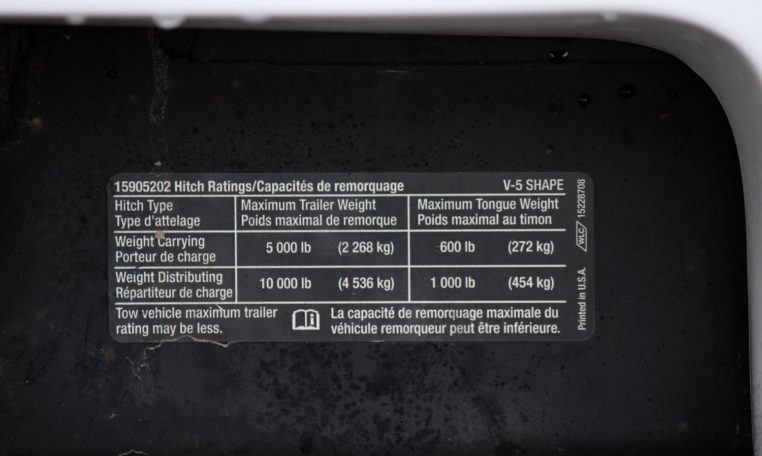 15905202 Hitch Ratings/Capacités de remorquage V-5 SHAPE
Hitch Type Maximum Trailer Weight Maximum Tongue Weight
Type d'attelage Poids maximal de remorque Poids maximal au timon
Weight Carrying 5 000 lb (2 268 kg) 600 lb (272 kg)
Porteur de charge
Weight Distributing 10 000 lb (4 536 kg) 1 000 lb (454 kg)
Répartiteur de charge
Tow vehicle maximum trailer
rating may be less.
La capacité de remorquage maximale du
véhicule remorqueur peut être inférieure.
Printed in U.S.A. WLC 15228708